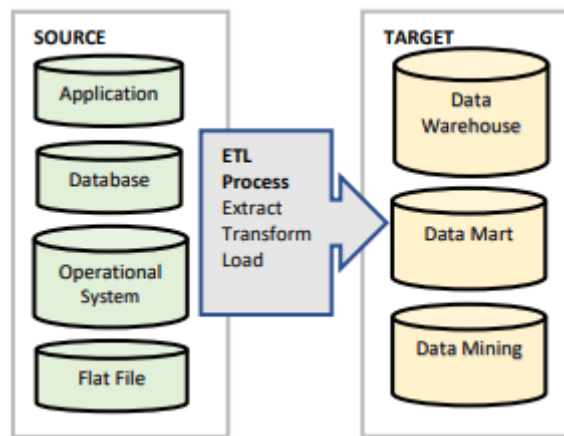 SOURCE
Application
Database
Operational
System
Flat File
ETL
Process
Extract
Transform
Load
TARGET
Data
Warehouse
Data Mart
Data Mining